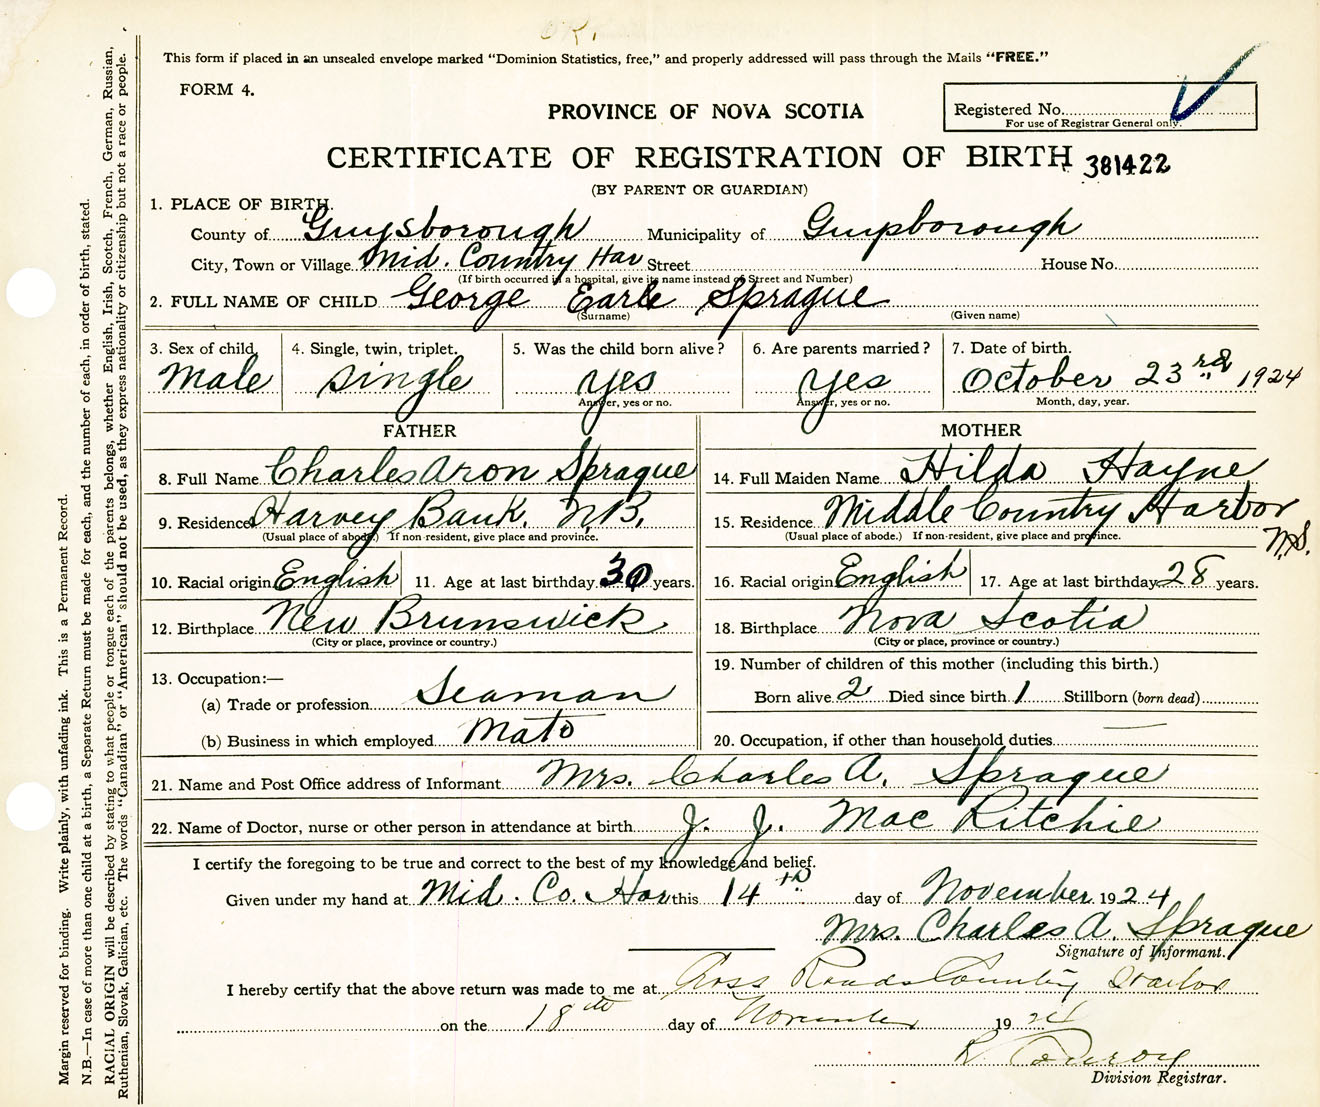 O.K.
This form if placed in an unsealed envelope marked "Dominion Statistics, free," and properly addressed will pass through the Mails "FREE."
FORM 4.
PROVINCE OF NOVA SCOTIA
Registered No.
For use of Registrar General only.
CERTIFICATE OF REGISTRATION OF BIRTH 381422
(BY PARENT OR GUARDIAN)
1. PLACE OF BIRTH.
County of Guysborough Municipality of Guysborough
City, Town or Village Mid. Country Har Street House No.
(If birth occurred in a hospital, give its name instead of Street and Number)
2. FULL NAME OF CHILD George Earle Sprague
(Surname) (Given name)
3. Sex of child Male
4. Single, twin, triplet. Single
5. Was the child born alive? Yes
Answer, yes or no.
6. Are parents married? Yes
Answer, yes or no.
7. Date of birth. October 23rd 1924
Month, day, year.
FATHER
8. Full Name Charles Aron Sprague
9. Residence Harvey Bank, N.B.
(Usual place of abode.) If non-resident, give place and province.
10. Racial origin English 11. Age at last birthday 30 years.
12. Birthplace New Brunswick
(City or place, province or country.)
13. Occupation:—
(a) Trade or profession Seaman
(b) Business in which employed Mato
MOTHER
14. Full Maiden Name Hilda Hayne
15. Residence Middle Country Harbor N.S.
(Usual place of abode.) If non-resident, give place and province.
16. Racial origin English 17. Age at last birthday 28 years.
18. Birthplace Nova Scotia
(City or place, province or country.)
19. Number of children of this mother (including this birth.)
Born alive 2 Died since birth 1 Stillborn (born dead)
20. Occupation, if other than household duties —
21. Name and Post Office address of Informant Mrs. Charles A. Sprague
22. Name of Doctor, nurse or other person in attendance at birth J. J. Mac Ritchie
I certify the foregoing to be true and correct to the best of my knowledge and belief.
Given under my hand at Mid. Co. Har this 14th day of November 1924
Mrs. Charles A. Sprague
Signature of Informant.
I hereby certify that the above return was made to me at Cross Roads Country Harbor
on the 18th day of November 1924
R. Conroy
Division Registrar.
Margin reserved for binding. Write plainly, with unfading ink. This is a Permanent Record.
N.B.—In case of more than one child at a birth, a Separate Return must be made for each, and the number of each, in order of birth, stated.
RACIAL ORIGIN will be described by stating to what people or tongue each of the parents belongs, whether English, Irish, Scotch, French, German, Russian,
Ruthenian, Slovak, Galician, etc. The words "Canadian" or "American" should not be used, as they express nationality or citizenship but not a race or people.